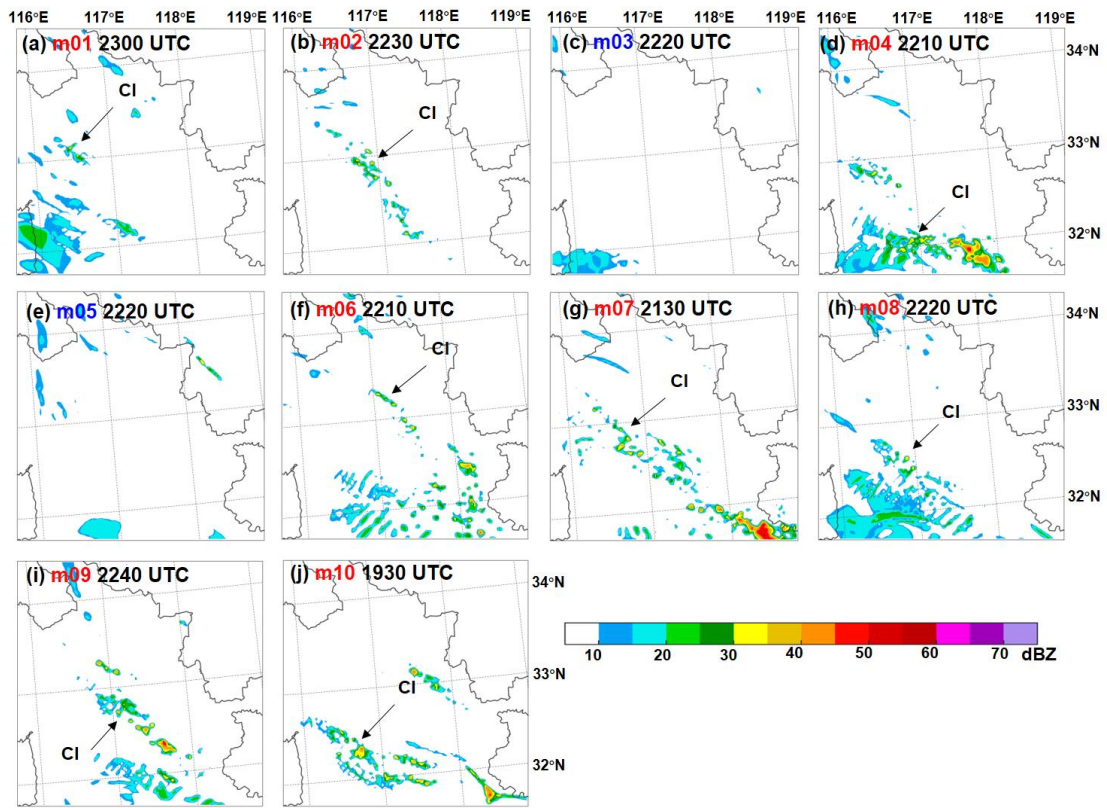 116°E 117°E 118°E 119°E 116°E 117°E 118°E 119°E 116°E 117°E 118°E 119°E 116°E 117°E 118°E 119°E
(a) m01 2300 UTC
CI
(b) m02 2230 UTC
CI
(c) m03 2220 UTC
(d) m04 2210 UTC
CI
34°N
33°N
32°N
(e) m05 2220 UTC
(f) m06 2210 UTC
CI
(g) m07 2130 UTC
CI
(h) m08 2220 UTC
CI
34°N
33°N
32°N
(i) m09 2240 UTC
CI
(j) m10 1930 UTC
CI
34°N
33°N
32°N
10 20 30 40 50 60 70 dBZ